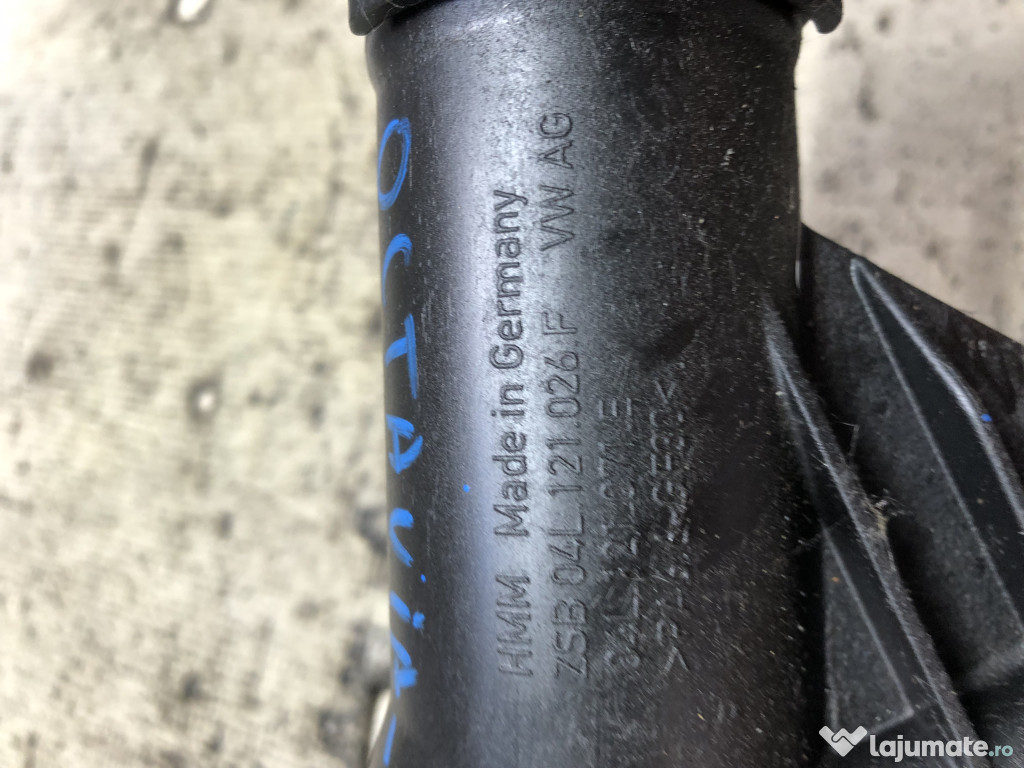 OCTAVIA-
HMM Made in Germany
ZSB 04L.121.026.F VW AG
lajumate.ro